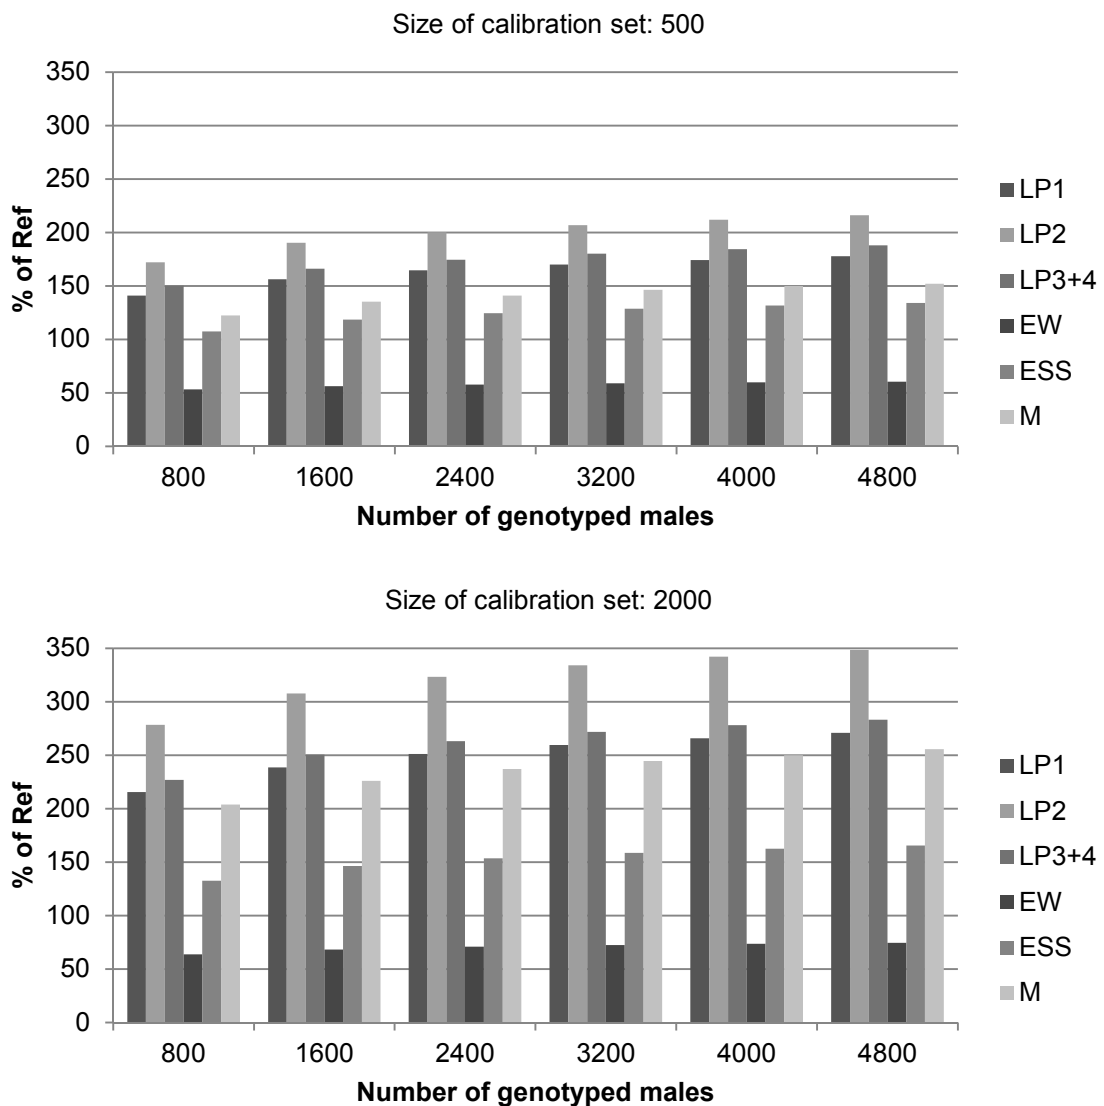 Size of calibration set: 500
350
300
250
200
150
100
50
0
% of Ref
800 1600 2400 3200 4000 4800
Number of genotyped males
LP1
LP2
LP3+4
EW
ESS
M
Size of calibration set: 2000
350
300
250
200
150
100
50
0
% of Ref
800 1600 2400 3200 4000 4800
Number of genotyped males
LP1
LP2
LP3+4
EW
ESS
M